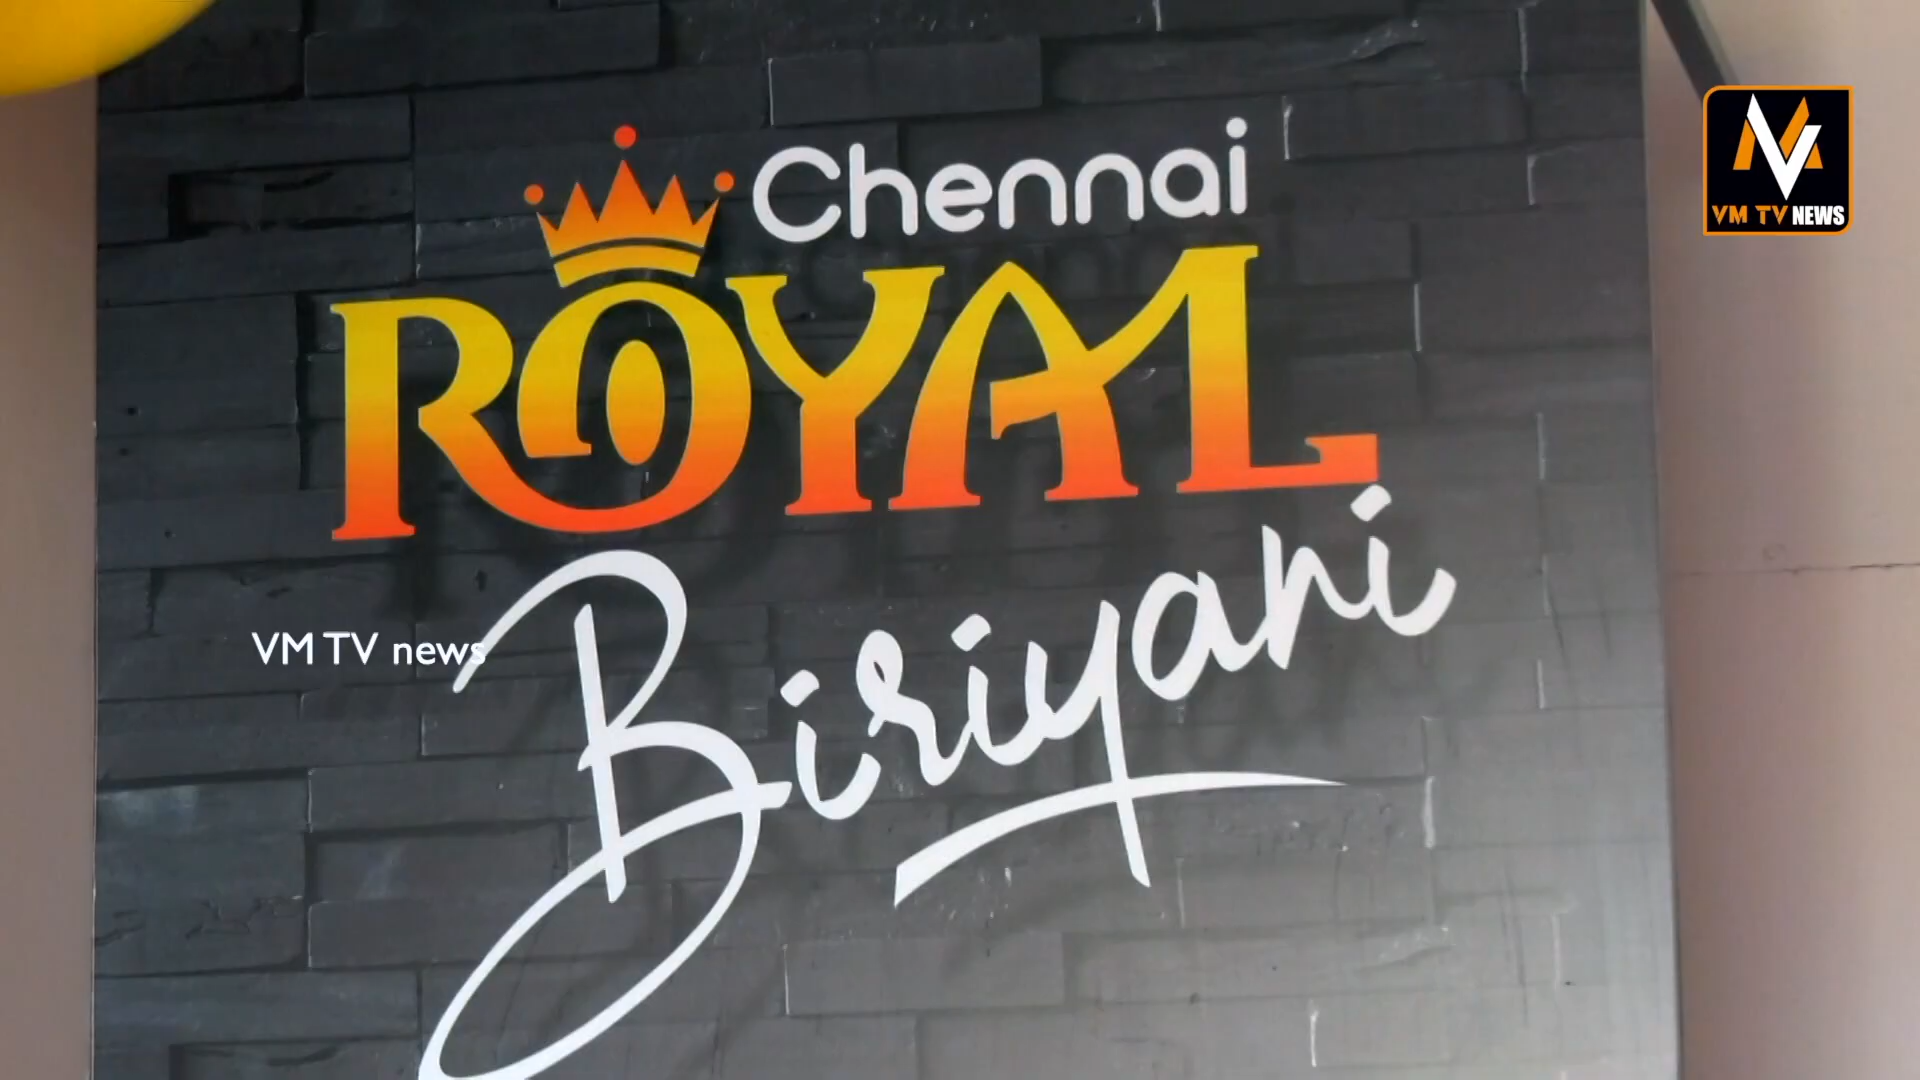 Chennai
ROYAL
Biriyani
VM TV news
VM TV NEWS